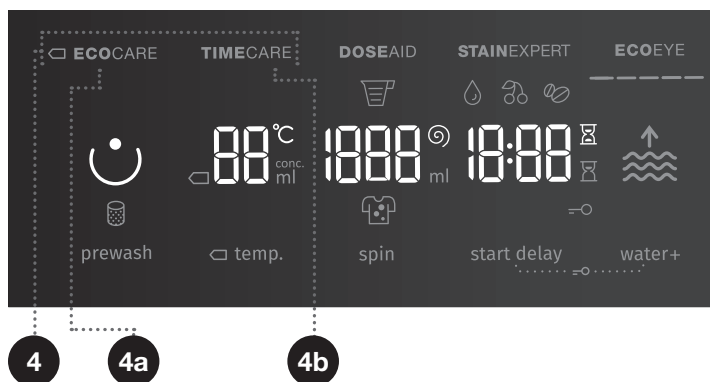 ECOCARE TIMECARE DOSEAID STAINEXPERT ECOEYE
88 °C 1888 18:88
conc.
ml ml
prewash temp. spin start delay water+
4 4a 4b